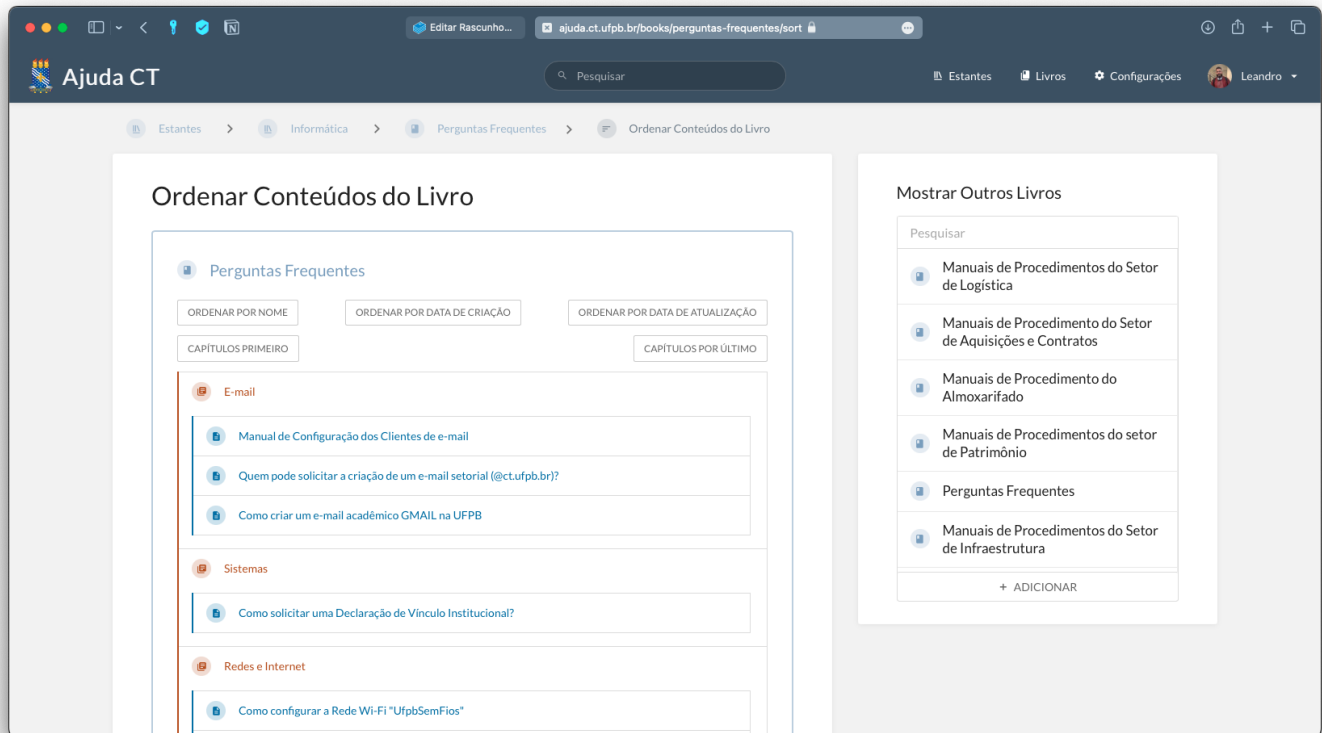 Editar Rascunho...
ajuda.ct.ufpb.br/books/perguntas-frequentes/sort
Ajuda CT
Pesquisar
Estantes
Livros
Configurações
Leandro
Estantes > Informática > Perguntas Frequentes > Ordenar Conteúdos do Livro
Ordenar Conteúdos do Livro
Perguntas Frequentes
ORDENAR POR NOME
ORDENAR POR DATA DE CRIAÇÃO
ORDENAR POR DATA DE ATUALIZAÇÃO
CAPÍTULOS PRIMEIRO
CAPÍTULOS POR ÚLTIMO
E-mail
Manual de Configuração dos Clientes de e-mail
Quem pode solicitar a criação de um e-mail setorial (@ct.ufpb.br)?
Como criar um e-mail acadêmico GMAIL na UFPB
Sistemas
Como solicitar uma Declaração de Vínculo Institucional?
Redes e Internet
Como configurar a Rede Wi-Fi "UfpbSemFios"
Mostrar Outros Livros
Pesquisar
Manuais de Procedimentos do Setor
de Logística
Manuais de Procedimento do Setor
de Aquisições e Contratos
Manuais de Procedimento do
Almoxarifado
Manuais de Procedimentos do setor
de Patrimônio
Perguntas Frequentes
Manuais de Procedimentos do Setor
de Infraestrutura
+ ADICIONAR